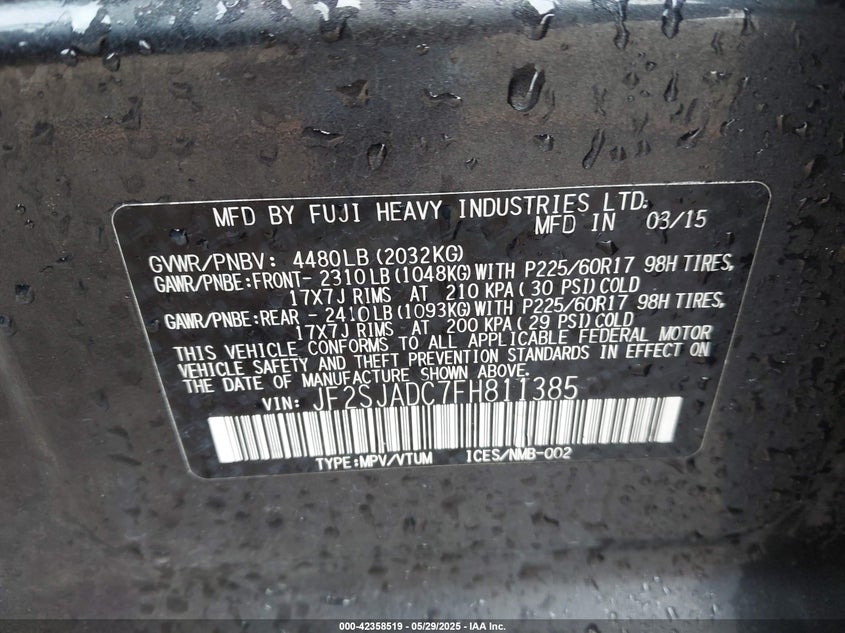 MFD BY FUJI HEAVY INDUSTRIES LTD.
MFD IN 03/15
GVWR/PNBV: 4480LB (2032KG)
GAWR/PNBE:FRONT- 2310LB (1048KG) WITH P225/60R17 98H TIRES,
17X7J RIMS AT 210 KPA ( 30 PSI) COLD
GAWR/PNBE:REAR - 2410LB (1093KG) WITH P225/60R17 98H TIRES,
17X7J RIMS AT 200 KPA ( 29 PSI) COLD
THIS VEHICLE CONFORMS TO ALL APPLICABLE FEDERAL MOTOR
VEHICLE SAFETY AND THEFT PREVENTION STANDARDS IN EFFECT ON
THE DATE OF MANUFACTURE SHOWN ABOVE.
VIN: JF2SJADC7FH811385
TYPE:MPV/VTUM ICES/NMB-002
000-42358519 - 05/29/2025 - IAA Inc.